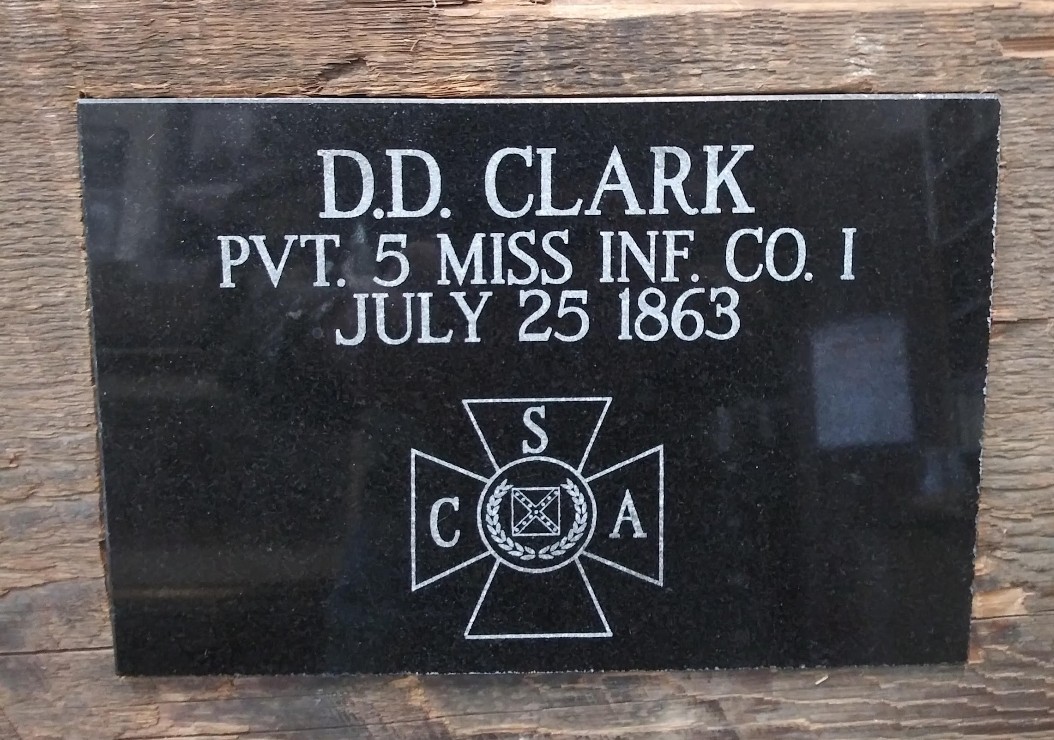 D.D. CLARK
PVT. 5 MISS INF. CO. I
JULY 25 1863
S
C A